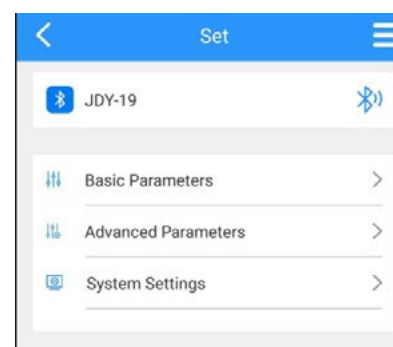 Set
JDY-19
Basic Parameters
Advanced Parameters
System Settings